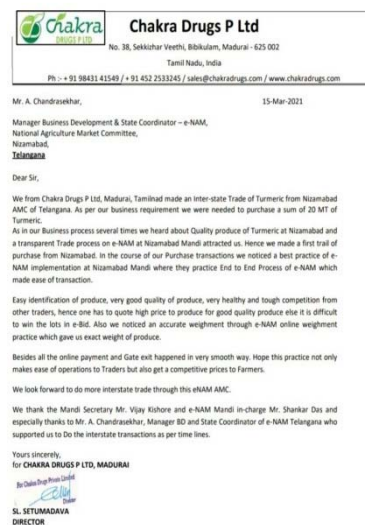 Chakra
DRUGS P LTD
Chakra Drugs P Ltd
No. 38, Sekkizhar Veethi, Bibikulam, Madurai - 625 002
Tamil Nadu, India
Ph :- + 91 98431 41549 / + 91 452 2533245 / sales@chakradrugs.com / www.chakradrugs.com
Mr. A. Chandrasekhar, 15-Mar-2021
Manager Business Development & State Coordinator – e-NAM,
National Agriculture Market Committee,
Nizamabad,
Telangana
Dear Sir,
We from Chakra Drugs P Ltd, Madurai, Tamilnad made an Inter-state Trade of Turmeric from Nizamabad
AMC of Telangana. As per our business requirement we were needed to purchase a sum of 20 MT of
Turmeric.
As in our Business process several times we heard about Quality produce of Turmeric at Nizamabad and
a transparent Trade process on e-NAM at Nizamabad Mandi attracted us. Hence we made a first trail of
purchase from Nizamabad. In the course of our Purchase transactions we noticed a best practice of e-
NAM implementation at Nizamabad Mandi where they practice End to End Process of e-NAM which
made ease of transaction.
Easy identification of produce, very good quality of produce, very healthy and tough competition from
other traders, hence one has to quote high price to produce for good quality produce else it is difficult
to win the lots in e-Bid. Also we noticed an accurate weighment through e-NAM online weighment
practice which gave us exact weight of produce.
Besides all the online payment and Gate exit happened in very smooth way. Hope this practice not only
makes ease of operations to Traders but also get a competitive prices to Farmers.
We look forward to do more interstate trade through this eNAM AMC.
We thank the Mandi Secretary Mr. Vijay Kishore and e-NAM Mandi in-charge Mr. Shankar Das and
especially thanks to Mr. A. Chandrasekhar, Manager BD and State Coordinator of e-NAM Telangana who
supported us to Do the interstate transactions as per time lines.
Yours sincerely,
for CHAKRA DRUGS P LTD, MADURAI
For Chakra Drugs Private Limited
Director
SL. SETUMADAVA
DIRECTOR